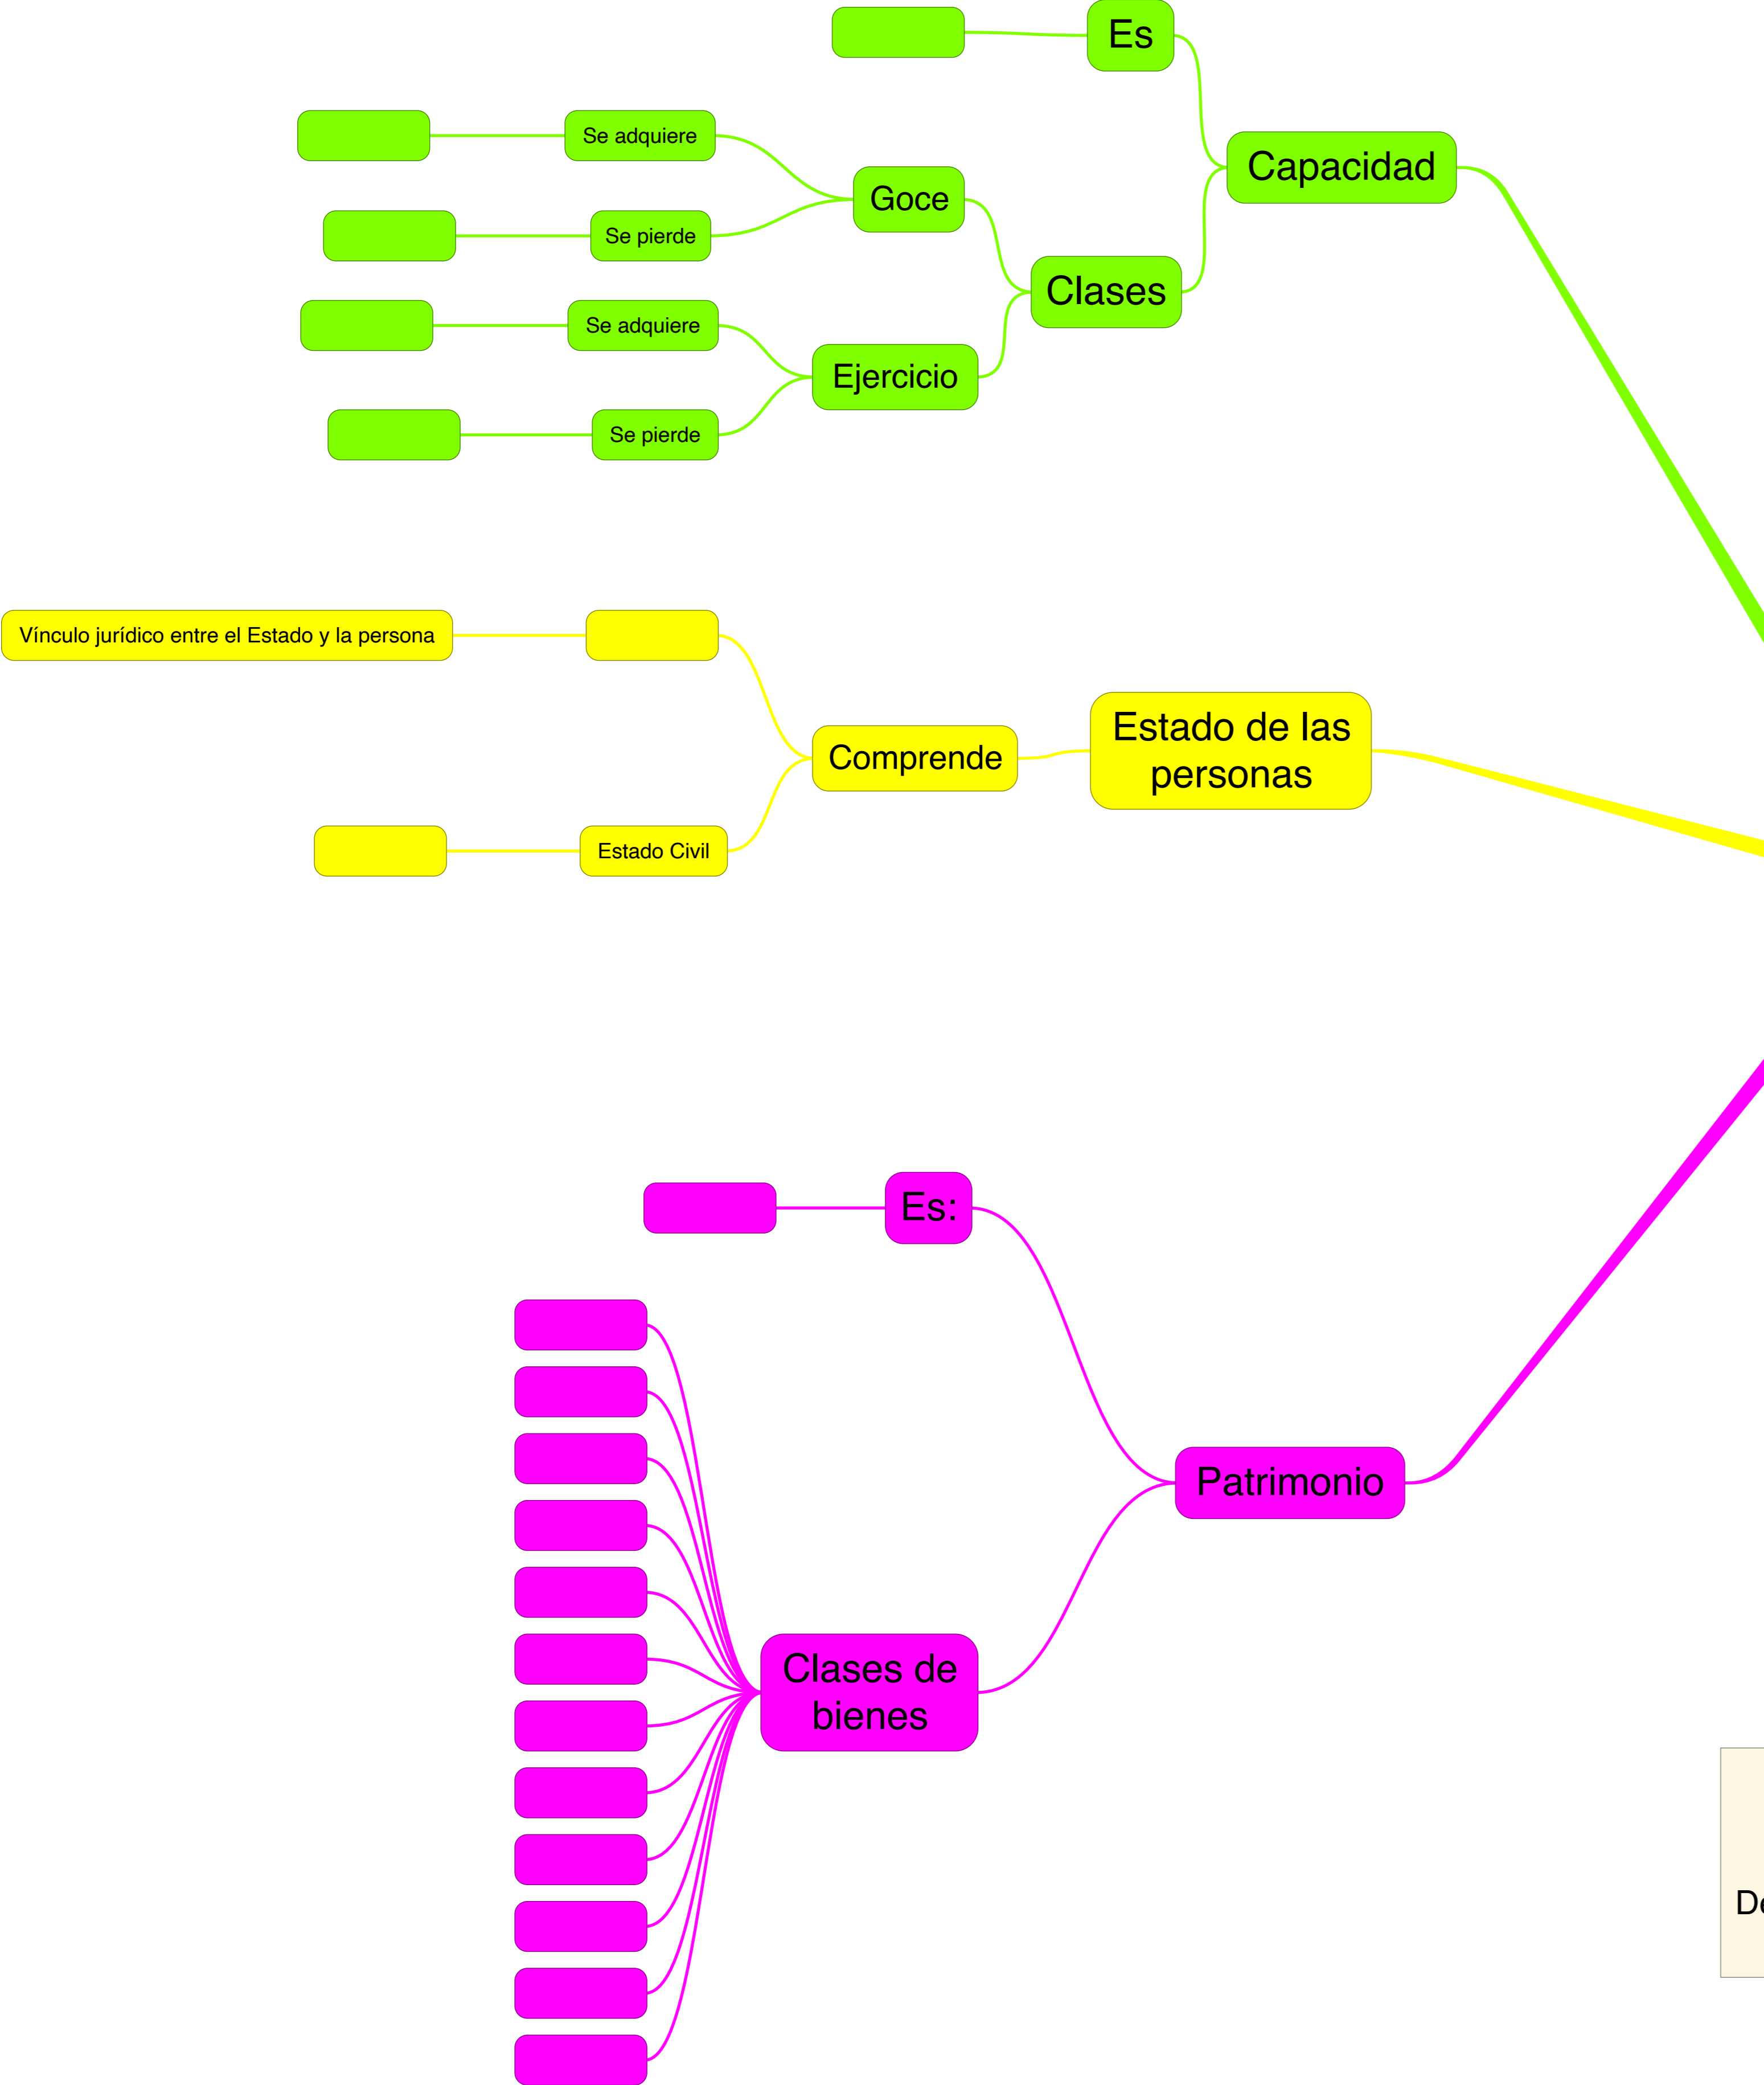 Es
Capacidad
Se adquiere
Goce
Se pierde
Clases
Se adquiere
Ejercicio
Se pierde
Vínculo jurídico entre el Estado y la persona
Estado de las
personas
Comprende
Estado Civil
Es:
Patrimonio
Clases de
bienes